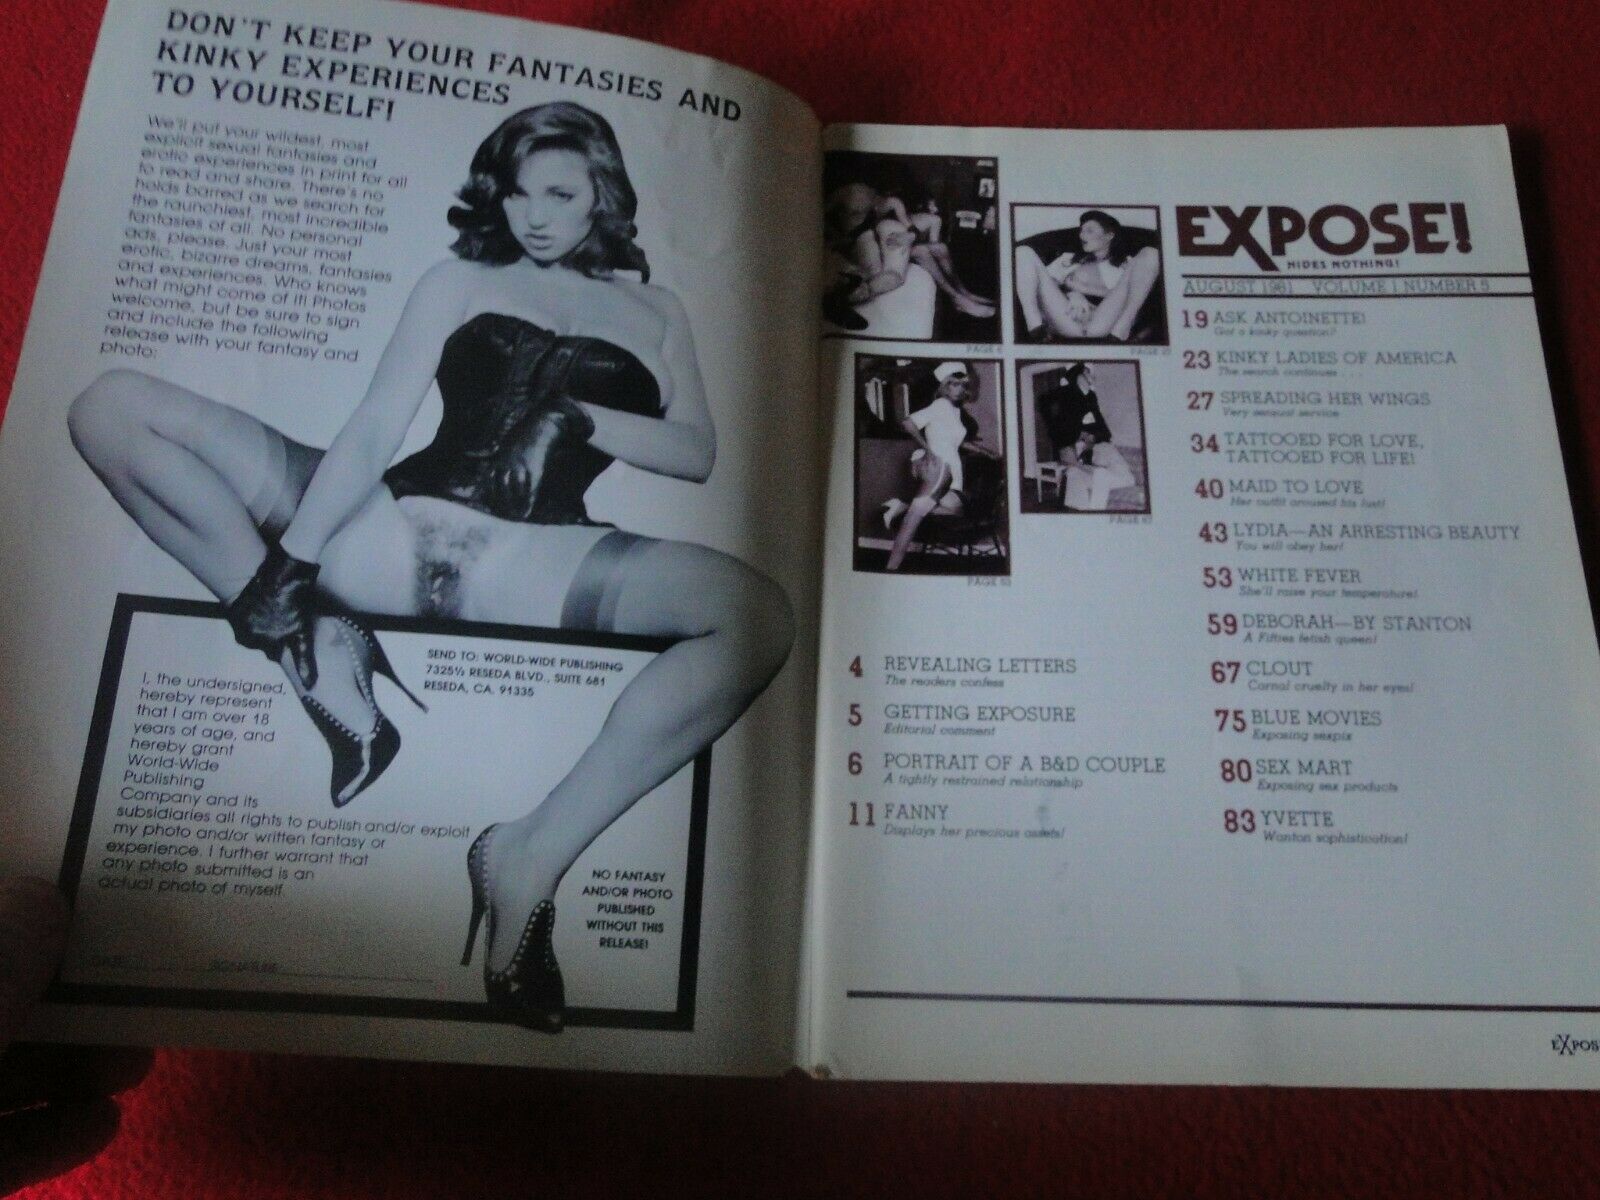 DON'T KEEP YOUR FANTASIES AND
KINKY EXPERIENCES
TO YOURSELF!
We'll put your wildest, most
explicit sexual fantasies and
erotic experiences in print for all
to read and share. There's no
holds barred as we search for
the raunchiest, most incredible
fantasies of all. No personal
ads, please. Just your most
erotic, bizarre dreams, fantasies
and experiences. Who knows
what might come of it! Photos
welcome, but be sure to sign
and include the following
release with your fantasy and
photo:
SEND TO: WORLD-WIDE PUBLISHING
7325½ RESEDA BLVD., SUITE 681
RESEDA, CA. 91335
I, the undersigned,
hereby represent
that I am over 18
years of age, and
hereby grant
World-Wide
Publishing
Company and its
subsidiaries all rights to publish and/or exploit
my photo and/or written fantasy or
experience. I further warrant that
any photo submitted is an
actual photo of myself.
DATE SIGNATURE
NO FANTASY
AND/OR PHOTO
PUBLISHED
WITHOUT THIS
RELEASE!
PAGE 6
PAGE 53
EXPOSE!
HIDES NOTHING!
AUGUST 1981 VOLUME 1 NUMBER 5
4 REVEALING LETTERS
The readers confess
5 GETTING EXPOSURE
Editorial comment
6 PORTRAIT OF A B&D COUPLE
A tightly restrained relationship
11 FANNY
Displays her precious assets!
19 ASK ANTOINETTE!
Got a kinky question?
23 KINKY LADIES OF AMERICA
The search continues . . .
27 SPREADING HER WINGS
Very sensual service
34 TATTOOED FOR LOVE,
TATTOOED FOR LIFE!
40 MAID TO LOVE
Her outfit aroused his lust!
43 LYDIA—AN ARRESTING BEAUTY
You will obey her!
53 WHITE FEVER
She'll raise your temperature!
59 DEBORAH—BY STANTON
A Fifties fetish queen!
67 CLOUT
Carnal cruelty in her eyes!
75 BLUE MOVIES
Exposing sexpix
80 SEX MART
Exposing sex products
83 YVETTE
Wanton sophistication!
EXPOS